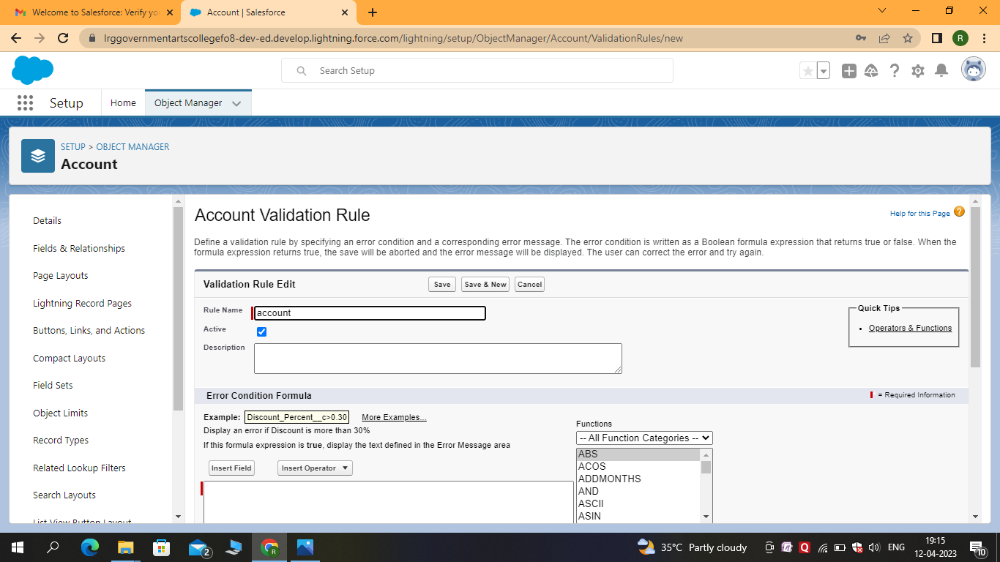 Welcome to Salesforce: Verify yo
Account | Salesforce
lrggovernmentartscollegefo8-dev-ed.develop.lightning.force.com/lightning/setup/ObjectManager/Account/ValidationRules/new
R
Search Setup
Setup
Home
Object Manager
SETUP > OBJECT MANAGER
Account
Details
Fields & Relationships
Page Layouts
Lightning Record Pages
Buttons, Links, and Actions
Compact Layouts
Field Sets
Object Limits
Record Types
Related Lookup Filters
Search Layouts
List View Button Layout
Account Validation Rule
Help for this Page
Define a validation rule by specifying an error condition and a corresponding error message. The error condition is written as a Boolean formula expression that returns true or false. When the
formula expression returns true, the save will be aborted and the error message will be displayed. The user can correct the error and try again.
Validation Rule Edit
Save
Save & New
Cancel
Rule Name
account
Active
Description
Quick Tips
• Operators & Functions
Error Condition Formula
= Required Information
Example: Discount_Percent__c>0.30 More Examples...
Display an error if Discount is more than 30%
If this formula expression is true, display the text defined in the Error Message area
Insert Field
Insert Operator
Functions
-- All Function Categories --
ABS
ACOS
ADDMONTHS
AND
ASCII
ASIN
2
R
35°C Partly cloudy
Q
ENG
19:15
12-04-2023
10